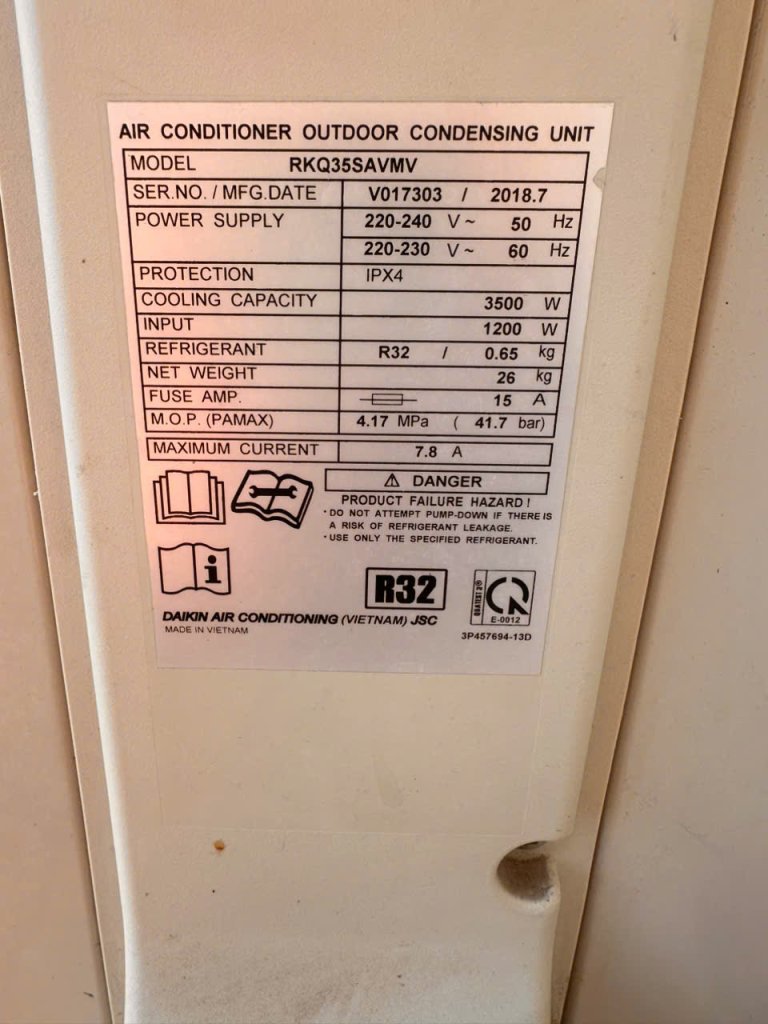 AIR CONDITIONER OUTDOOR CONDENSING UNIT
MODEL RKQ35SAVMV
SER.NO. / MFG.DATE V017303 / 2018.7
POWER SUPPLY 220-240 V ~ 50 Hz
220-230 V ~ 60 Hz
PROTECTION IPX4
COOLING CAPACITY 3500 W
INPUT 1200 W
REFRIGERANT R32 / 0.65 kg
NET WEIGHT 26 kg
FUSE AMP. 15 A
M.O.P. (PAMAX) 4.17 MPa ( 41.7 bar)
MAXIMUM CURRENT 7.8 A
⚠ DANGER
PRODUCT FAILURE HAZARD !
· DO NOT ATTEMPT PUMP-DOWN IF THERE IS
A RISK OF REFRIGERANT LEAKAGE.
· USE ONLY THE SPECIFIED REFRIGERANT.
i
R32
QUATEST 3®
CR
E-0012
DAIKIN AIR CONDITIONING (VIETNAM) JSC
MADE IN VIETNAM
3P457694-13D